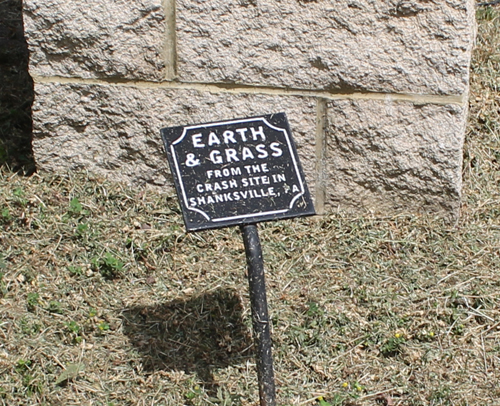 EARTH
& GRASS
FROM THE
CRASH SITE IN
SHANKSVILLE, PA